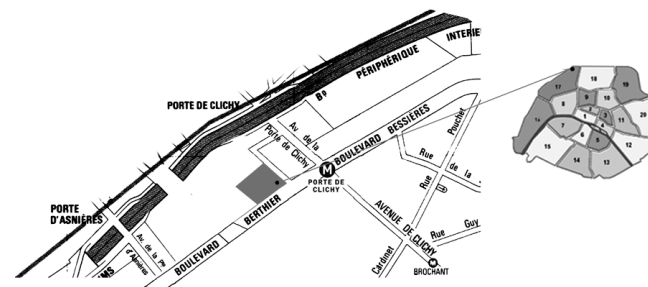 PORTE DE CLICHY
Bd PÉRIPHÉRIQUE INTERIE
Av de la
Porte de Clichy
BOULEVARD BESSIÈRES
Pouchet
Rue
Rue de la
M
PORTE DE
CLICHY
PORTE
D'ASNIÈRES
Av. de la Pte
d'Asnières
BOULEVARD BERTHIER
AVENUE DE CLICHY
Rue Guy
Cardinet
M
BROCHANT
17
18
19
8
9
10
20
2
3
11
1
4
7
6
5
15
14
13
12